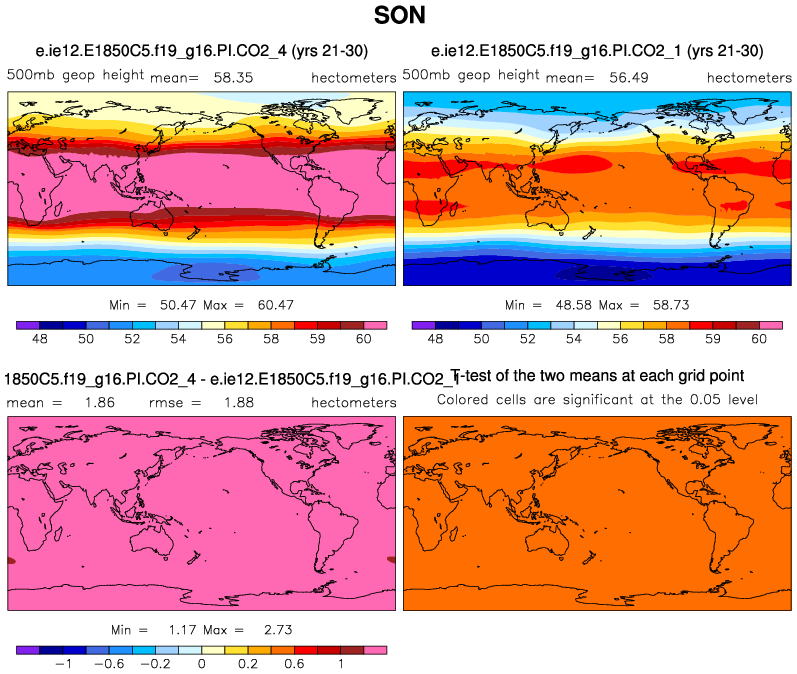 SON
e.ie12.E1850C5.f19_g16.PI.CO2_4 (yrs 21-30)
500mb geop height mean= 58.35 hectometers
Min = 50.47 Max = 60.47
48 50 52 54 56 58 59 60
e.ie12.E1850C5.f19_g16.PI.CO2_1 (yrs 21-30)
500mb geop height mean= 56.49 hectometers
Min = 48.58 Max = 58.73
48 50 52 54 56 58 59 60
1850C5.f19_g16.PI.CO2_4 - e.ie12.E1850C5.f19_g16.PI.CO2_1
mean = 1.86 rmse = 1.88 hectometers
Min = 1.17 Max = 2.73
-1 -0.6 -0.2 0 0.2 0.6 1
T-test of the two means at each grid point
Colored cells are significant at the 0.05 level